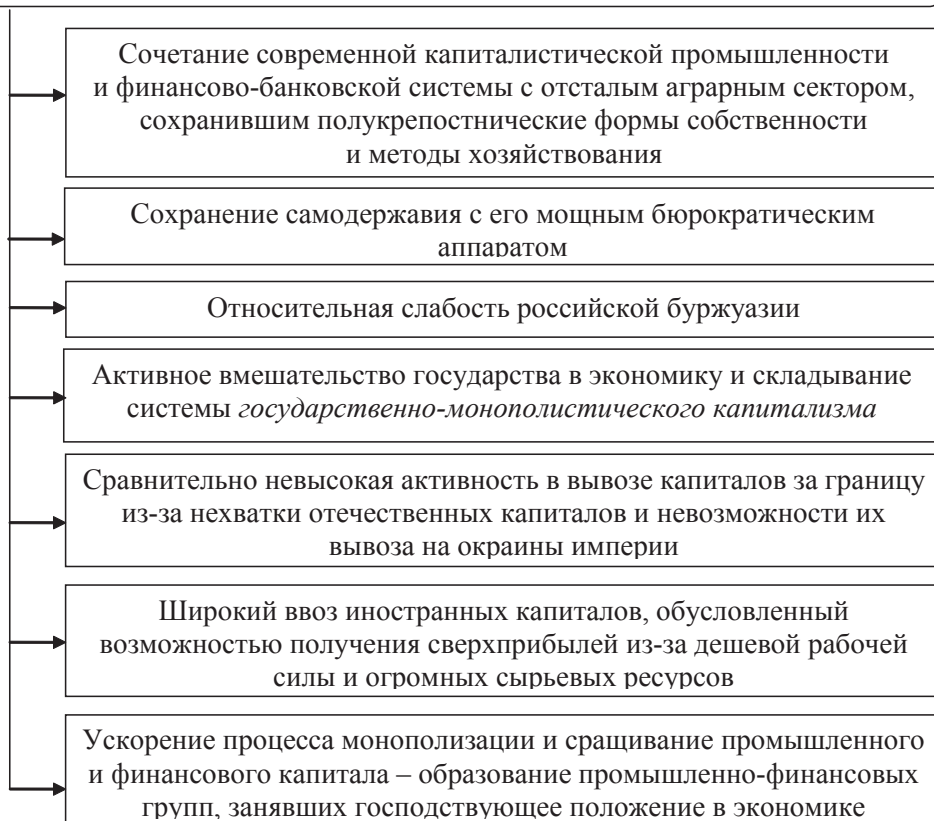 Сочетание современной капиталистической промышленности
и финансово-банковской системы с отсталым аграрным сектором,
сохранившим полукрепостнические формы собственности
и методы хозяйствования
Сохранение самодержавия с его мощным бюрократическим
аппаратом
Относительная слабость российской буржуазии
Активное вмешательство государства в экономику и складывание
системы государственно-монополистического капитализма
Сравнительно невысокая активность в вывозе капиталов за границу
из-за нехватки отечественных капиталов и невозможности их
вывоза на окраины империи
Широкий ввоз иностранных капиталов, обусловленный
возможностью получения сверхприбылей из-за дешевой рабочей
силы и огромных сырьевых ресурсов
Ускорение процесса монополизации и сращивание промышленного
и финансового капитала – образование промышленно-финансовых
групп, занявших господствующее положение в экономике